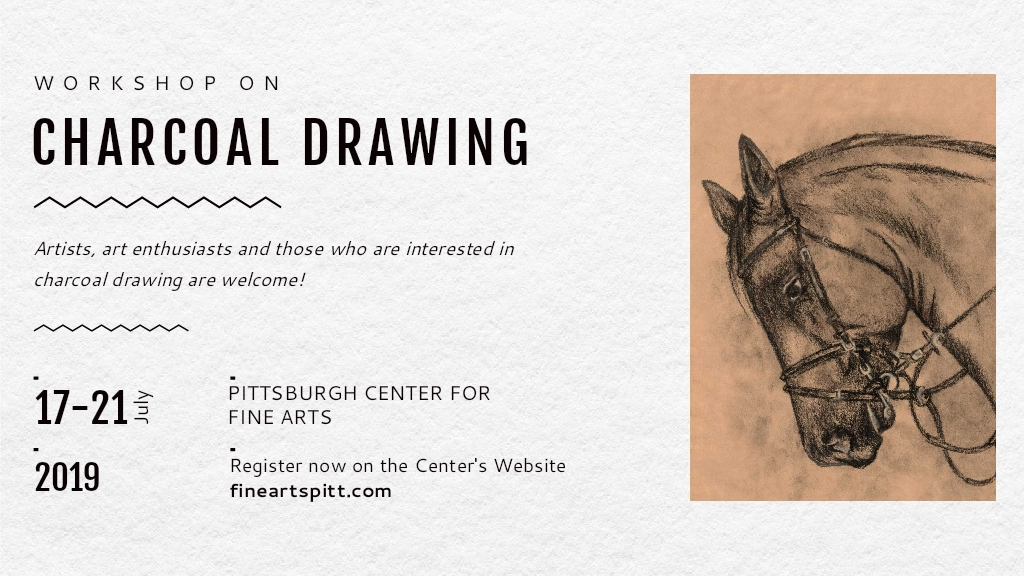 WORKSHOP ON
CHARCOAL DRAWING
Artists, art enthusiasts and those who are interested in
charcoal drawing are welcome!
17-21 July
2019
PITTSBURGH CENTER FOR
FINE ARTS
Register now on the Center's Website
fineartspitt.com